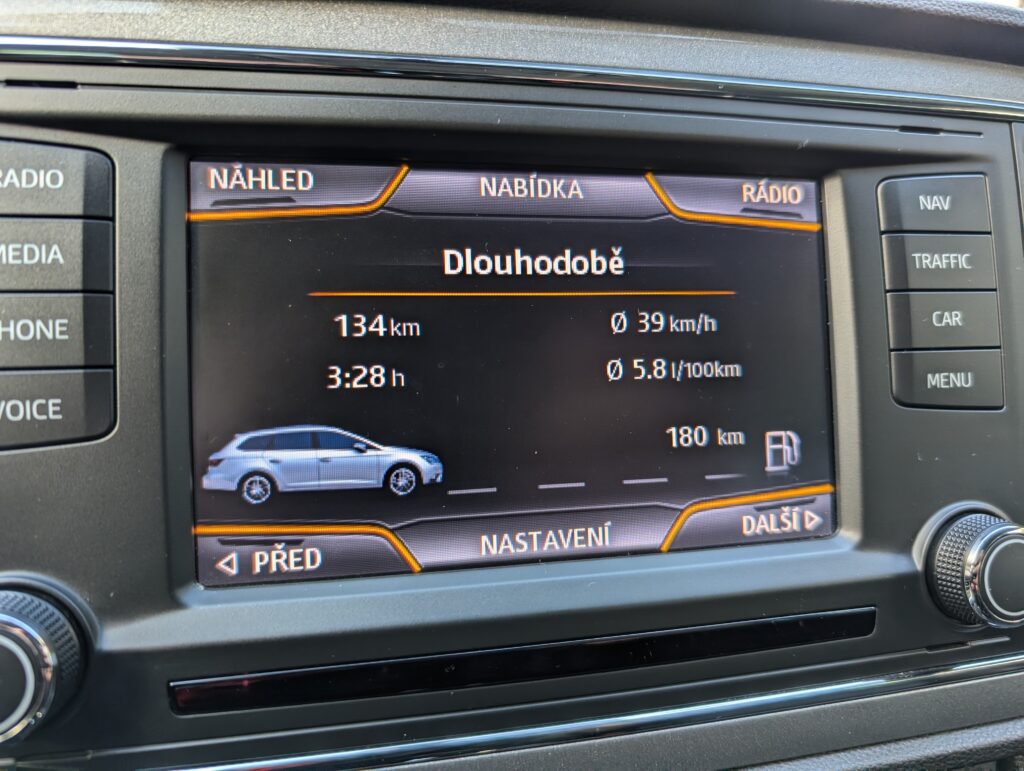 RADIO
MEDIA
PHONE
VOICE
NÁHLED
NABÍDKA
RÁDIO
Dlouhodobě
134 km
Ø 39 km/h
3:28 h
Ø 5.8 l/100km
180 km
PŘED
NASTAVENÍ
DALŠÍ
NAV
TRAFFIC
CAR
MENU